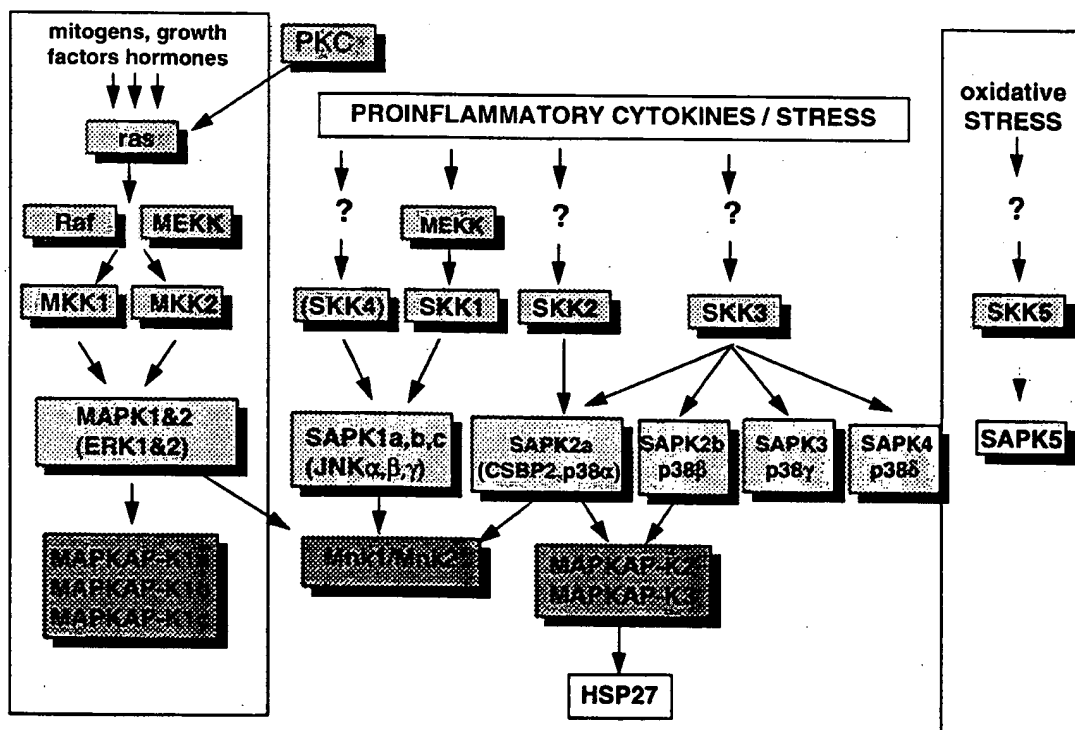 mitogens, growth
factors hormones
PKC
PROINFLAMMATORY CYTOKINES / STRESS
oxidative
STRESS
ras
?
?
?
?
Raf
MEKK
MEKK
MKK1
MKK2
(SKK4)
SKK1
SKK2
SKK3
SKK5
MAPK1&2
(ERK1&2)
SAPK1a,b,c
(JNKα,β,γ)
SAPK2a
(CSBP2,p38α)
SAPK2b
p38β
SAPK3
p38γ
SAPK4
p38δ
SAPK5
Mnk1/Mnk2
MAPKAP-K2
MAPKAP-K3
HSP27